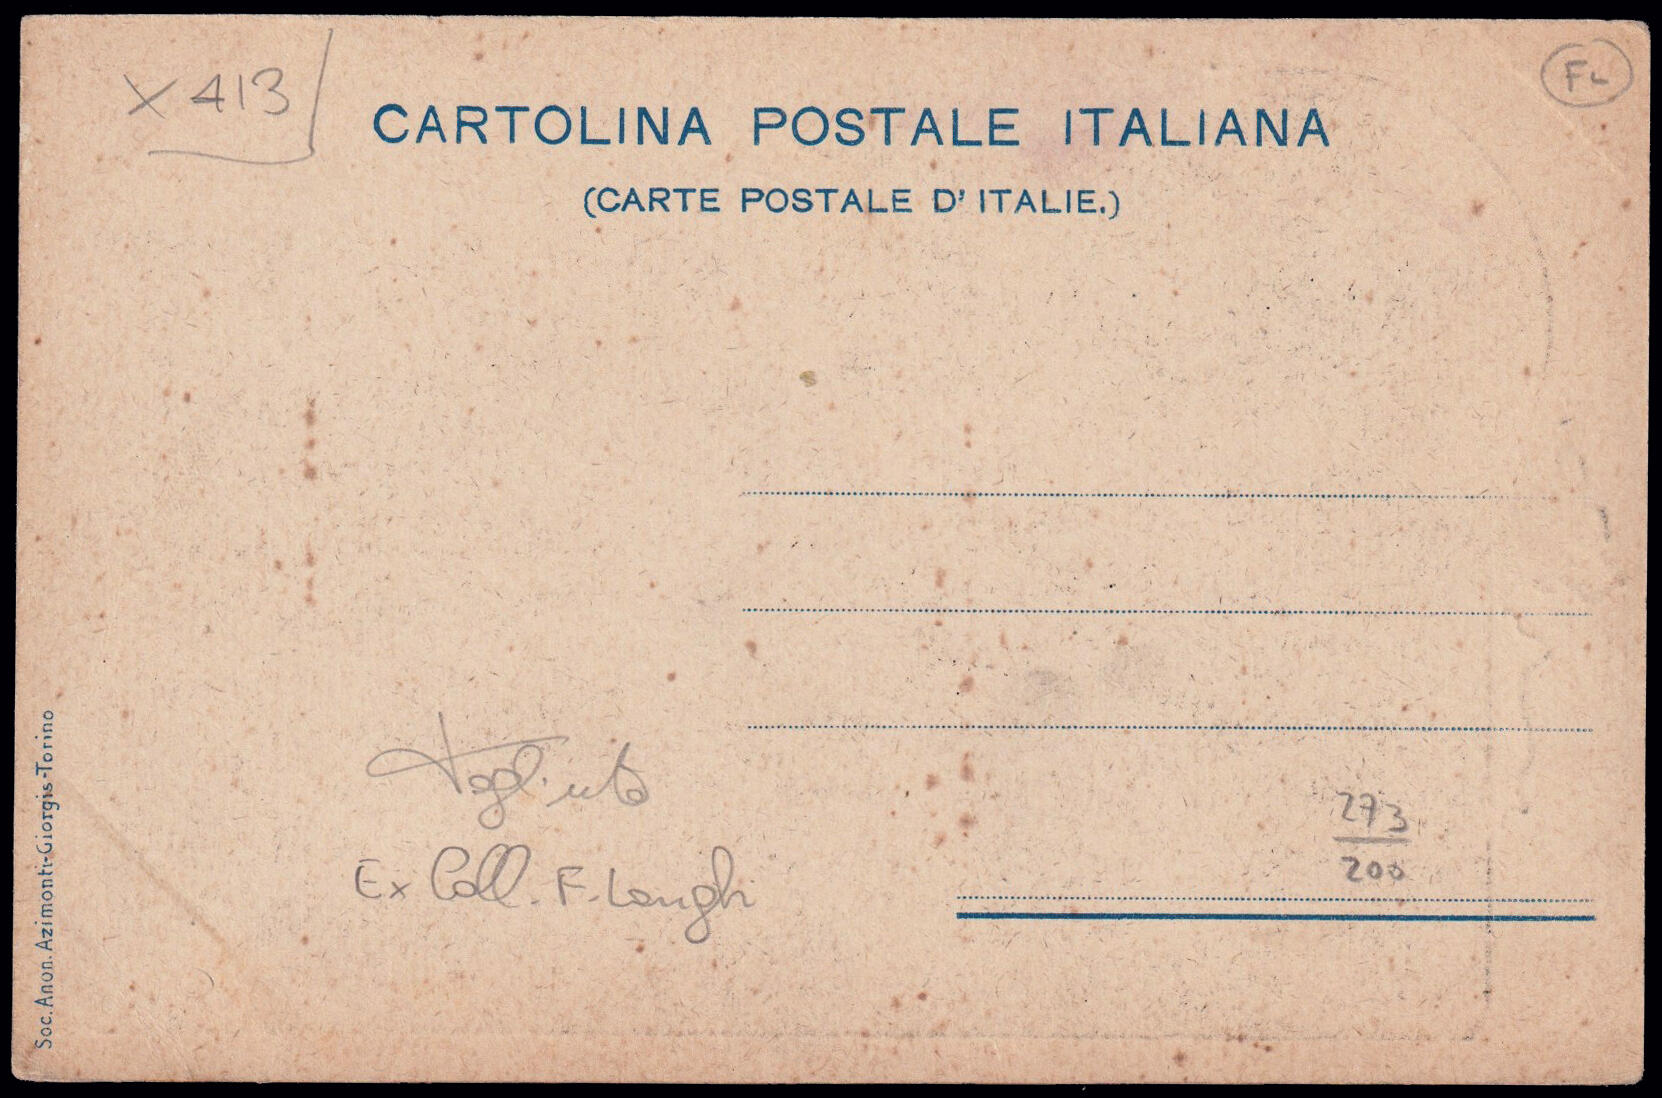 X 413
FL
CARTOLINA POSTALE ITALIANA
(CARTE POSTALE D' ITALIE.)
Ex Coll. F. Longhi
273
200
Soc. Anon. Azimonti-Giorgis-Torino